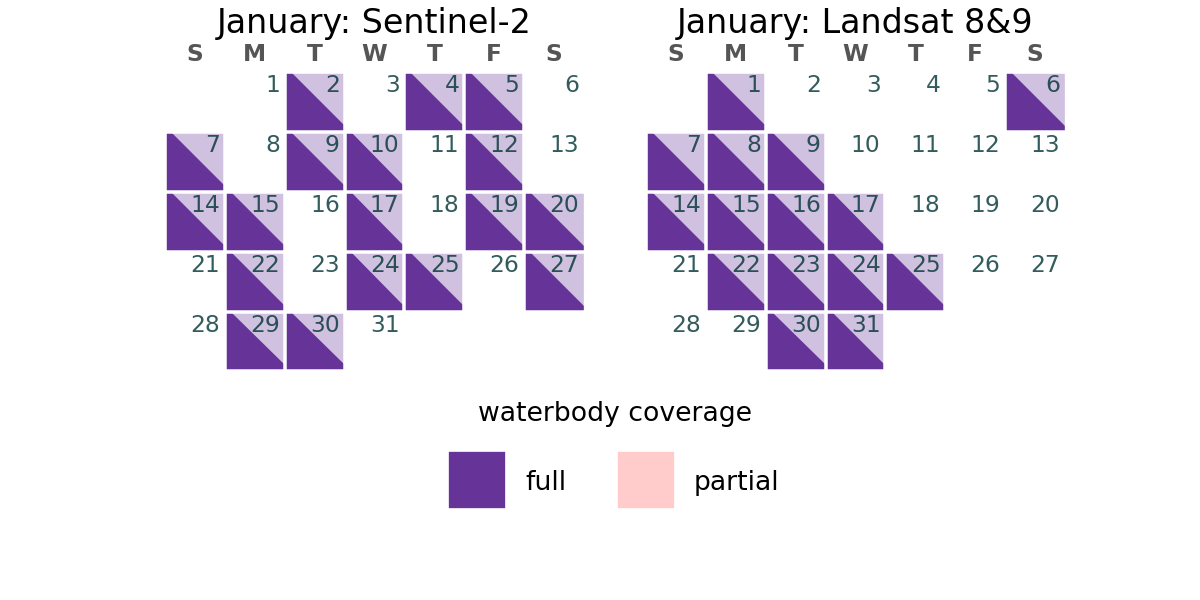 January: Sentinel-2
S M T W T F S
1 2 3 4 5 6
7 8 9 10 11 12 13
14 15 16 17 18 19 20
21 22 23 24 25 26 27
28 29 30 31
January: Landsat 8&9
S M T W T F S
1 2 3 4 5 6
7 8 9 10 11 12 13
14 15 16 17 18 19 20
21 22 23 24 25 26 27
28 29 30 31
waterbody coverage
full partial